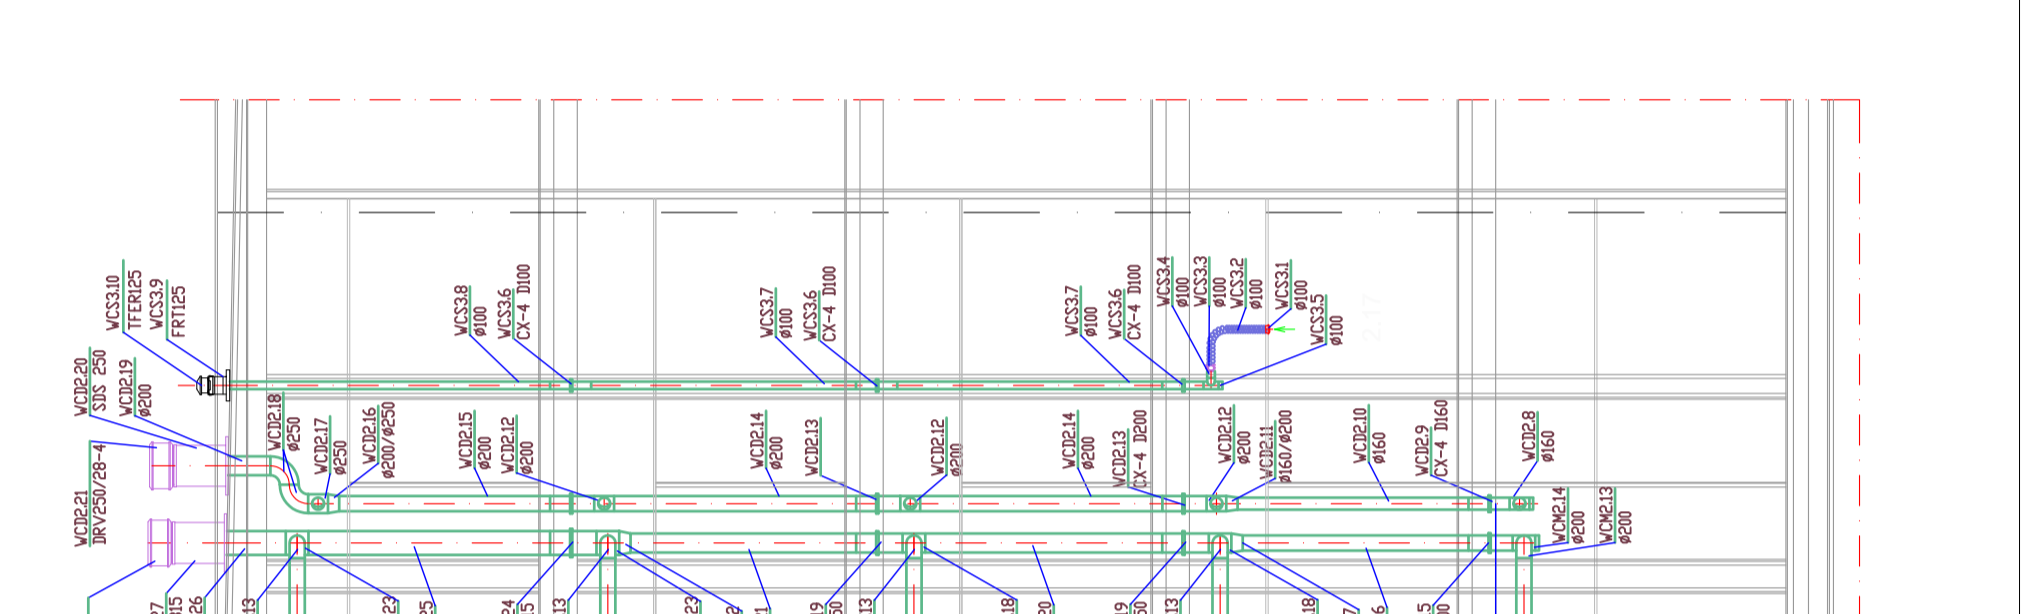 WCS3.10
TFER125
WCS3.9
FRT125
WCD2.20
SDS 250
WCD2.19
ø200
WCD2.21
DRV250/28-4
WCS3.8
ø100
WCS3.6
CX-4 D100
WCS3.7
ø100
WCS3.6
CX-4 D100
WCS3.7
ø100
WCS3.6
CX-4 D100
WCS3.4
ø100
WCS3.3
ø100
WCS3.2
ø100
WCS3.1
ø100
WCS3.5
ø100
2.17
WCD2.18
ø250
WCD2.17
ø250
WCD2.16
ø200/ø250
WCD2.15
ø200
WCD2.12
ø200
WCD2.14
ø200
WCD2.13
WCD2.12
ø200
WCD2.14
ø200
WCD2.13
CX-4 D200
WCD2.12
ø200
WCD2.11
ø160/ø200
WCD2.10
ø160
WCD2.9
CX-4 D160
WCD2.8
ø160
WCM2.14
ø200
WCM2.13
ø200